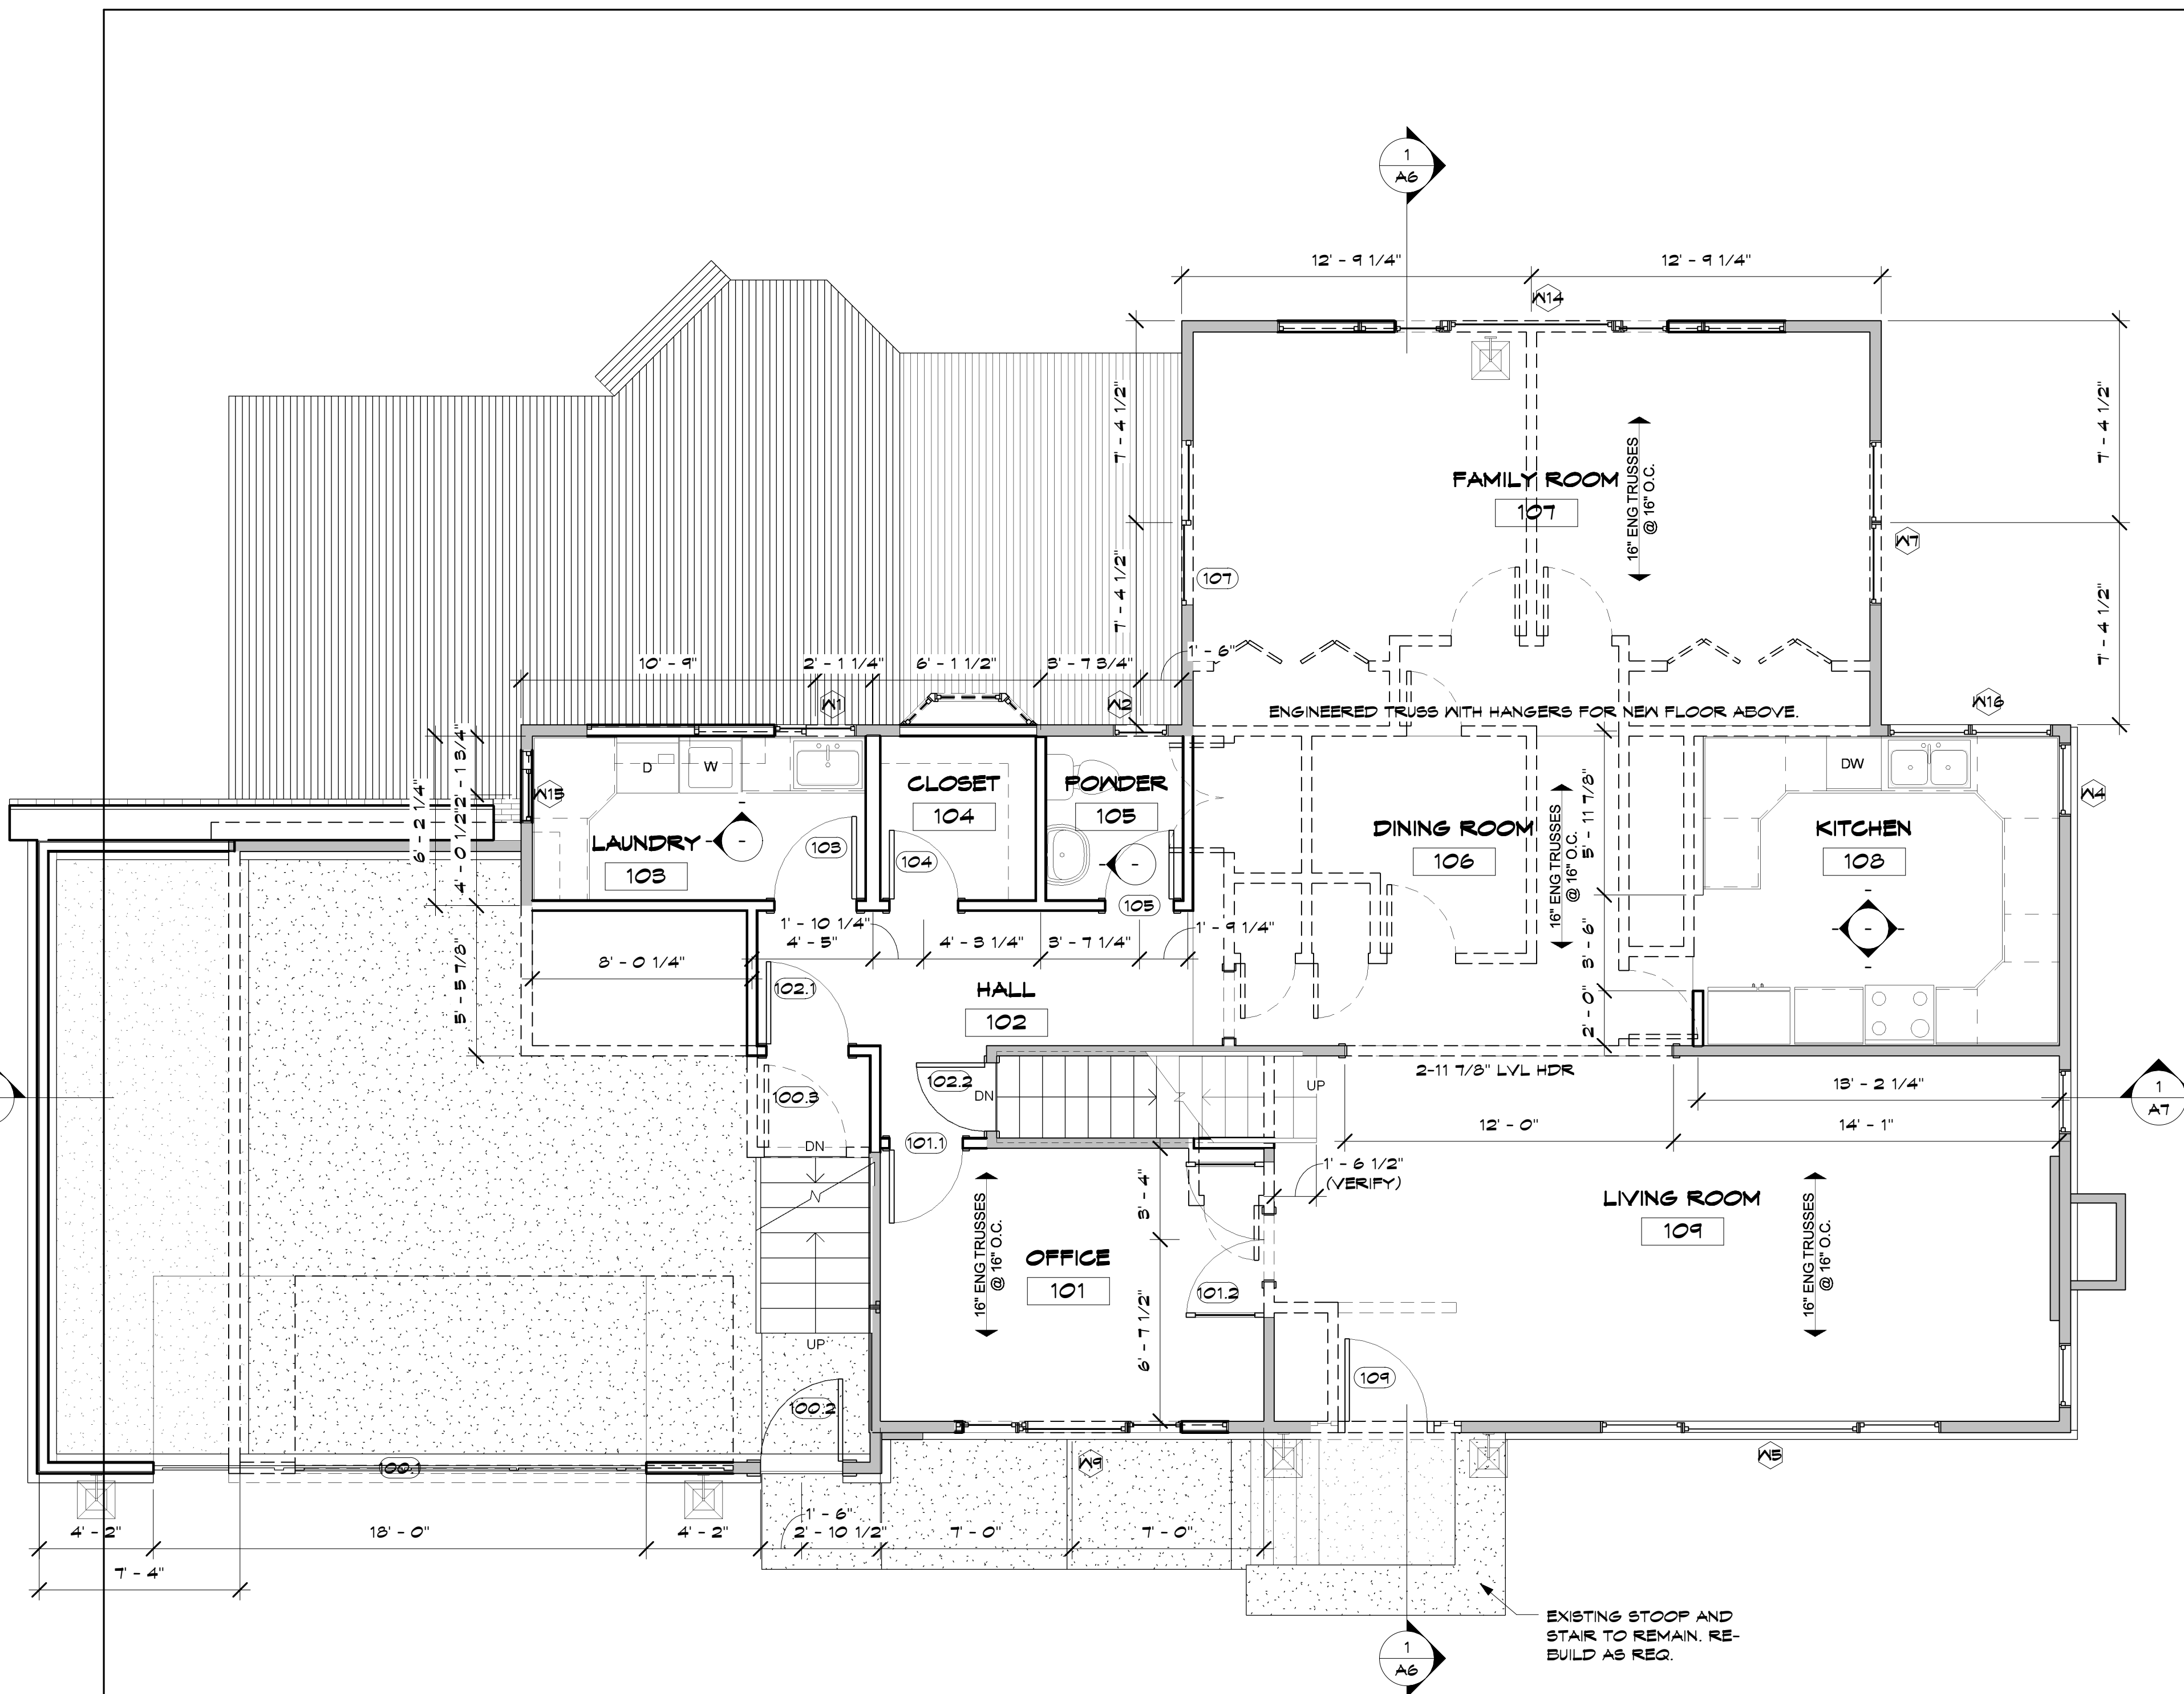 1
A6
12' - 9 1/4"
12' - 9 1/4"
W14
7' - 4 1/2"
7' - 4 1/2"
FAMILY ROOM
107
16" ENG TRUSSES
@ 16" O.C.
W7
107
7' - 4 1/2"
7' - 4 1/2"
10' - 9"
2' - 1 1/4"
6' - 1 1/2"
3' - 7 3/4"
1' - 6"
W1
W2
W16
ENGINEERED TRUSS WITH HANGERS FOR NEW FLOOR ABOVE.
2' - 1 3/4"
6' - 2 1/4"
4' - 0 1/2"
W15
D
W
LAUNDRY
103
-
-
103
CLOSET
104
104
POWDER
105
-
-
105
DINING ROOM
106
16" ENG TRUSSES
@ 16" O.C.
5' - 11 7/8"
DW
KITCHEN
108
W4
-
-
-
-
3' - 6"
2' - 0"
1' - 10 1/4"
4' - 5"
4' - 3 1/4"
3' - 7 1/4"
1' - 9 1/4"
8' - 0 1/4"
5' - 5 7/8"
102.1
HALL
102
2-11 7/8" LVL HDR
13' - 2 1/4"
12' - 0"
14' - 1"
1
A7
102.2
DN
UP
100.3
DN
101.1
1' - 6 1/2"
(VERIFY)
3' - 4"
6' - 7 1/2"
16" ENG TRUSSES
@ 16" O.C.
OFFICE
101
101.2
LIVING ROOM
109
16" ENG TRUSSES
@ 16" O.C.
UP
109
100.2
100.1
W9
W5
4' - 2"
18' - 0"
4' - 2"
1' - 6"
2' - 10 1/2"
7' - 0"
7' - 0"
7' - 4"
EXISTING STOOP AND
STAIR TO REMAIN. RE-
BUILD AS REQ.
1
A6